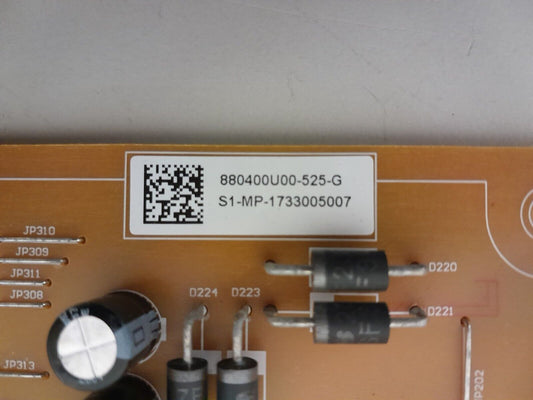 880400U00-525-G
S1-MP-1733005007
JP310
JP309
JP311
JP308
JP313
D224
D223
D220
D221
P202